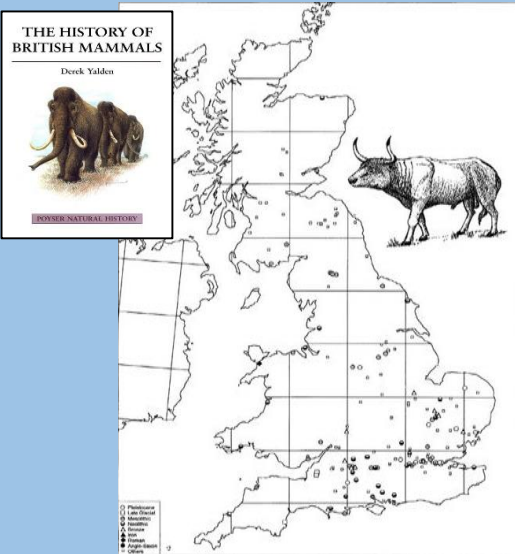 THE HISTORY OF
BRITISH MAMMALS
Derek Yalden
POYSER NATURAL HISTORY
Pleistocene
Late Glacial
Mesolithic
Neolithic
Bronze
Iron
Roman
Anglo-Saxon
Others